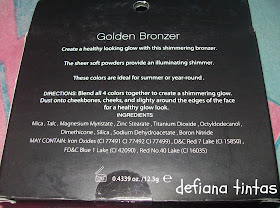 Golden Bronzer
Create a healthy looking glow with this shimmering bronzer.
The sheer soft powders provide an illuminating shimmer.
These colors are ideal for summer or year-round .
DIRECTIONS: Blend all 4 colors together to create a shimmering glow.
Dust onto cheekbones, cheeks, and slighty around the edges of the face
for a healthy glow look.
INGREDIENTS
Mica , Talc , Magnesium Myristate , Zinc Stearate , Titanium Dioxide , Octyldodecanol ,
Dimethicone , Silica , Sodium Dehydroacetate , Boron Nitride
MAY CONTAIN: Iron Oxides (CI 77491 CI 77492 CI 77499) , D&C Red 7 Lake (CI 15850) ,
FD&C Blue 1 Lake (CI 42090) , Red No.40 Lake (CI 16035)
0.4339 oz./12.3g
defiana tintas